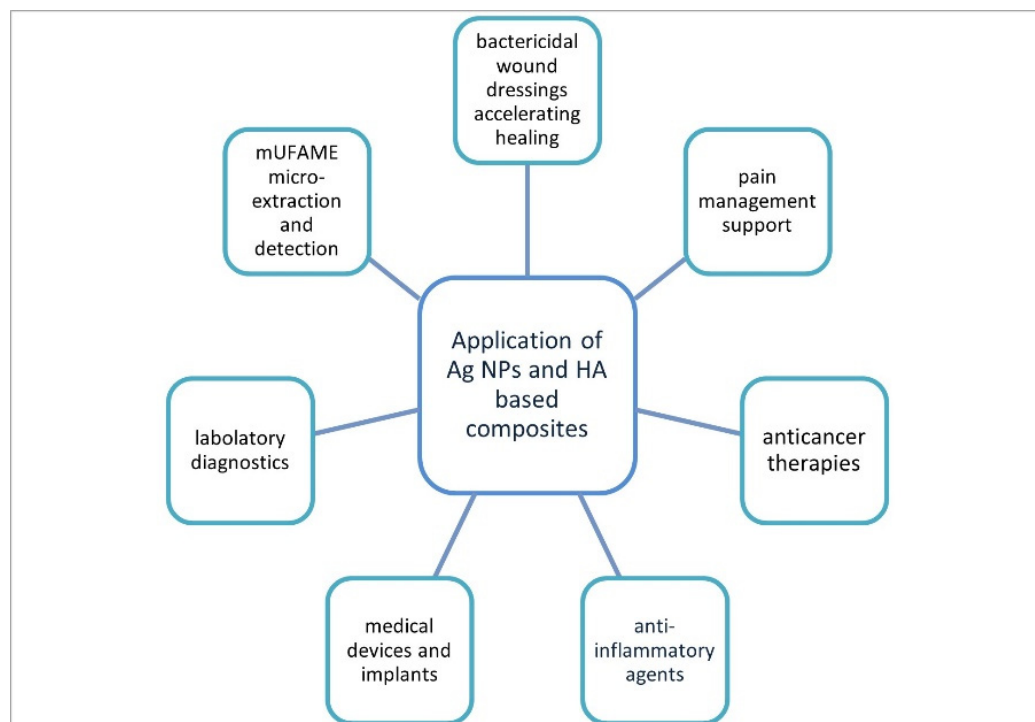 bactericidal
wound
dressings
accelerating
healing
pain
management
support
anticancer
therapies
anti-
inflammatory
agents
medical
devices and
implants
labolatory
diagnostics
mUFAME
micro-
extraction
and
detection
Application of
Ag NPs and HA
based
composites